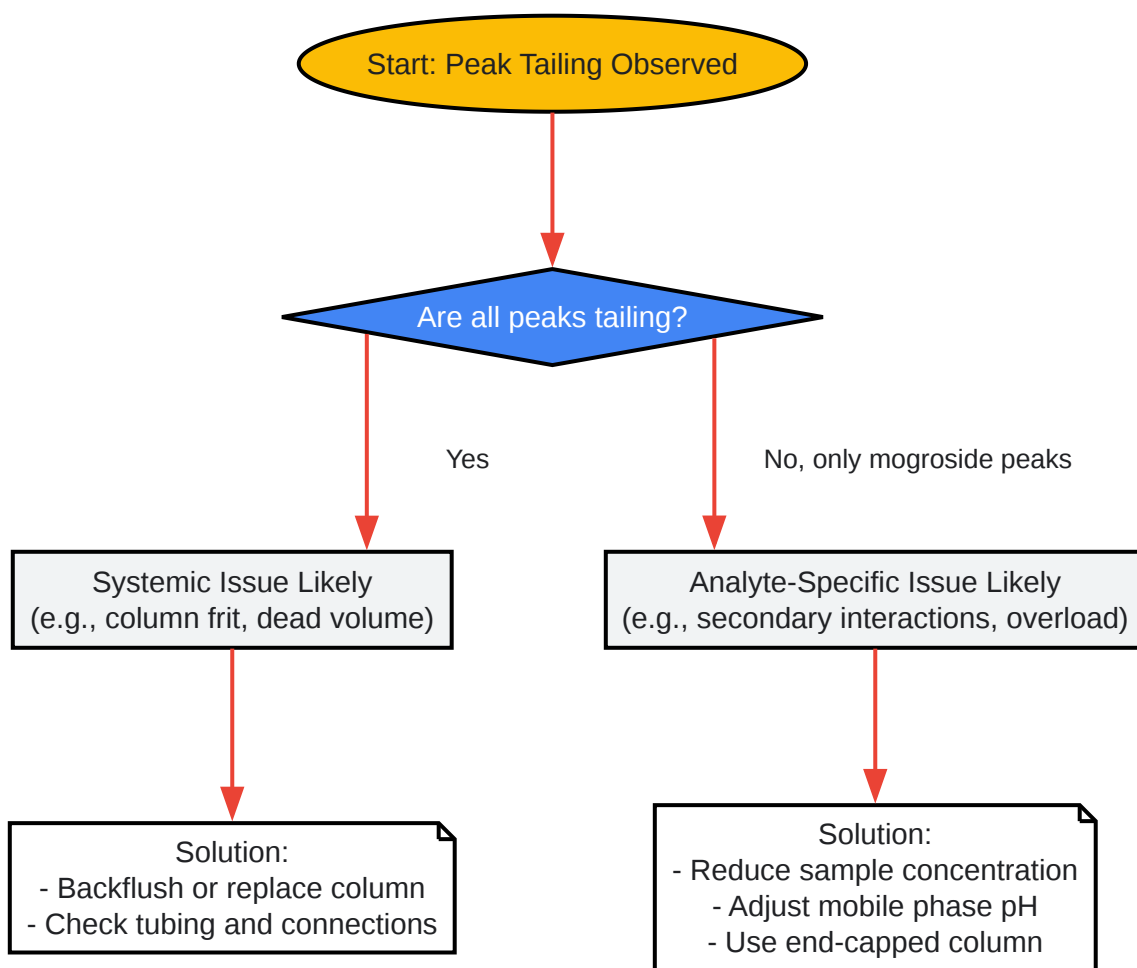 Start: Peak Tailing Observed
Are all peaks tailing?
Yes
No, only mogroside peaks
Systemic Issue Likely
(e.g., column frit, dead volume)
Analyte-Specific Issue Likely
(e.g., secondary interactions, overload)
Solution:
- Backflush or replace column
- Check tubing and connections
Solution:
- Reduce sample concentration
- Adjust mobile phase pH
- Use end-capped column